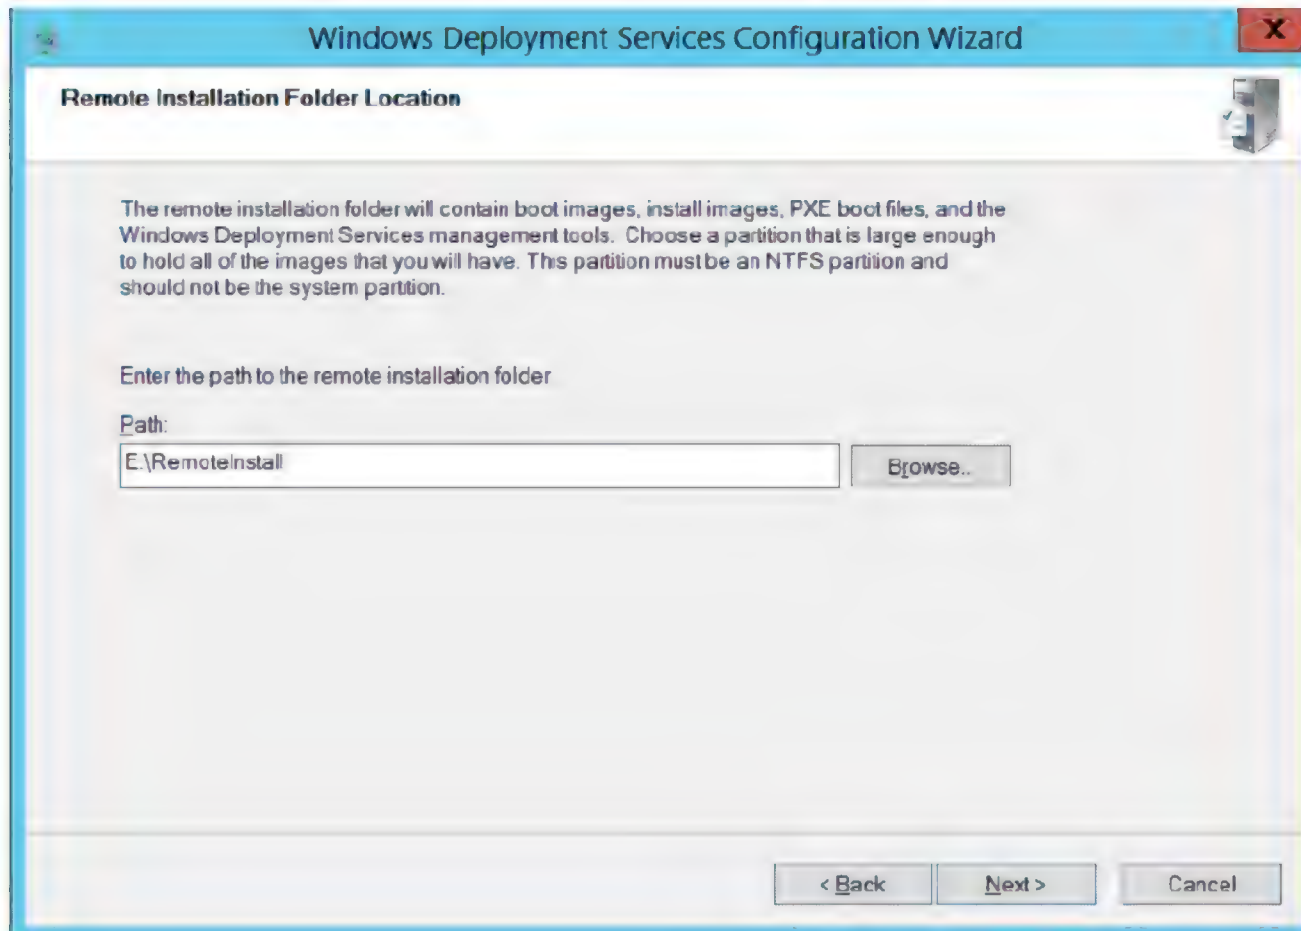 Windows Deployment Services Configuration Wizard
X
Remote Installation Folder Location
The remote installation folder will contain boot images, install images, PXE boot files, and the
Windows Deployment Services management tools. Choose a partition that is large enough
to hold all of the images that you will have. This partition must be an NTFS partition and
should not be the system partition.
Enter the path to the remote installation folder
Path:
E:\RemoteInstall
Browse..
< Back
Next >
Cancel